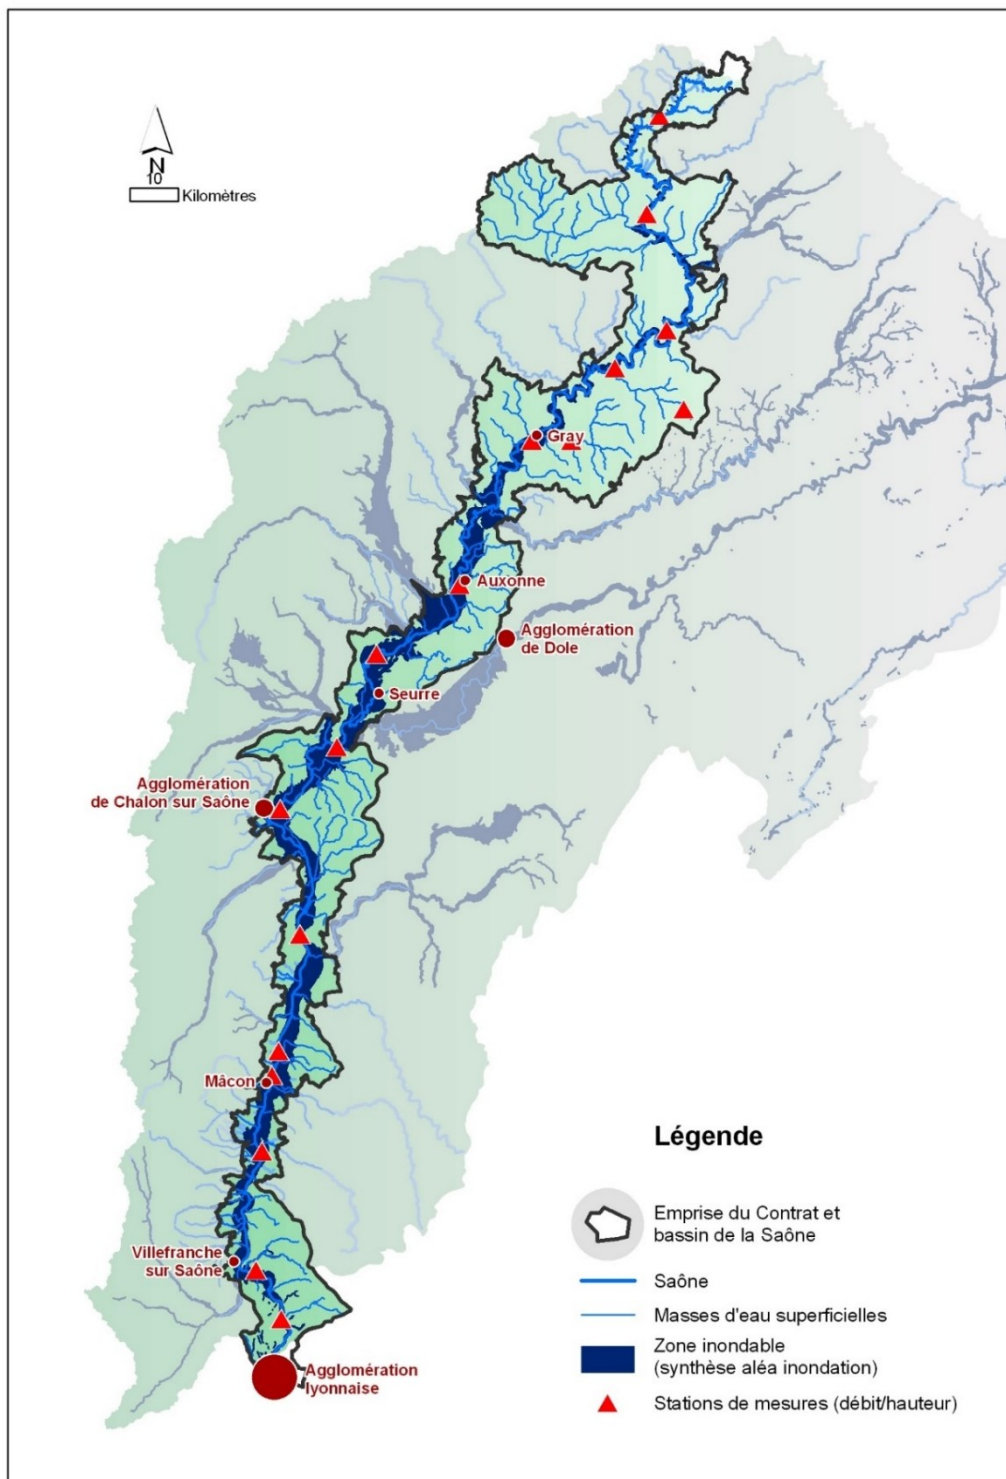 N
10
Kilomètres
Gray
Auxonne
Agglomération
de Dole
Seurre
Agglomération
de Chalon sur Saône
Mâcon
Villefranche
sur Saône
Agglomération
lyonnaise
Légende
Emprise du Contrat et
bassin de la Saône
Saône
Masses d'eau superficielles
Zone inondable
(synthèse aléa inondation)
Stations de mesures (débit/hauteur)